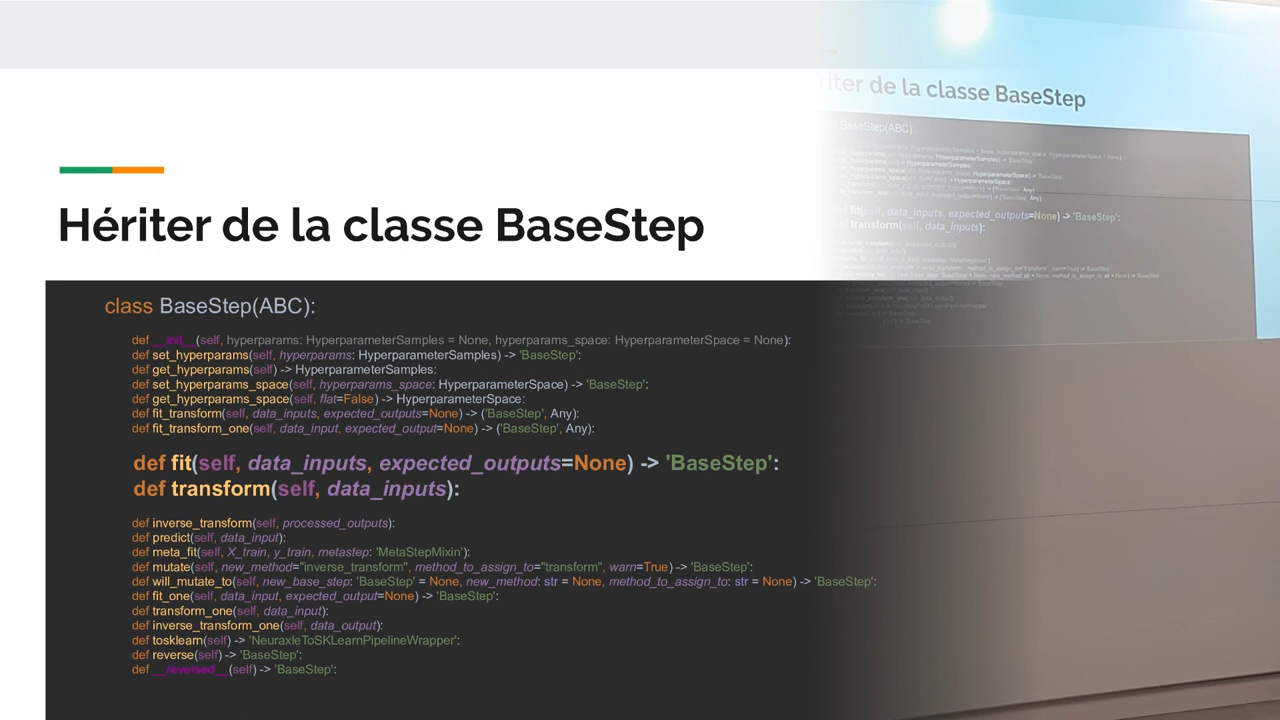 Hériter de la classe BaseStep
class BaseStep(ABC):
def __init__(self, hyperparams: HyperparameterSamples = None, hyperparams_space: HyperparameterSpace = None):
def set_hyperparams(self, hyperparams: HyperparameterSamples) -> 'BaseStep':
def get_hyperparams(self) -> HyperparameterSamples:
def set_hyperparams_space(self, hyperparams_space: HyperparameterSpace) -> 'BaseStep':
def get_hyperparams_space(self, flat=False) -> HyperparameterSpace:
def fit_transform(self, data_inputs, expected_outputs=None) -> ('BaseStep', Any):
def fit_transform_one(self, data_input, expected_output=None) -> ('BaseStep', Any):
def fit(self, data_inputs, expected_outputs=None) -> 'BaseStep':
def transform(self, data_inputs):
def inverse_transform(self, processed_outputs):
def predict(self, data_input):
def meta_fit(self, X_train, y_train, metastep: 'MetaStepMixin'):
def mutate(self, new_method="inverse_transform", method_to_assign_to="transform", warn=True) -> 'BaseStep':
def will_mutate_to(self, new_base_step: 'BaseStep' = None, new_method: str = None, method_to_assign_to: str = None) -> 'BaseStep':
def fit_one(self, data_input, expected_output=None) -> 'BaseStep':
def transform_one(self, data_input):
def inverse_transform_one(self, data_output):
def tosklearn(self) -> 'NeuraxleToSKLearnPipelineWrapper':
def reverse(self) -> 'BaseStep':
def __reversed__(self) -> 'BaseStep':
de la classe BaseStep
BaseStep(ABC)
fit(self, data_inputs, expected_outputs=None) -> 'BaseStep':
transform(self, data_inputs):